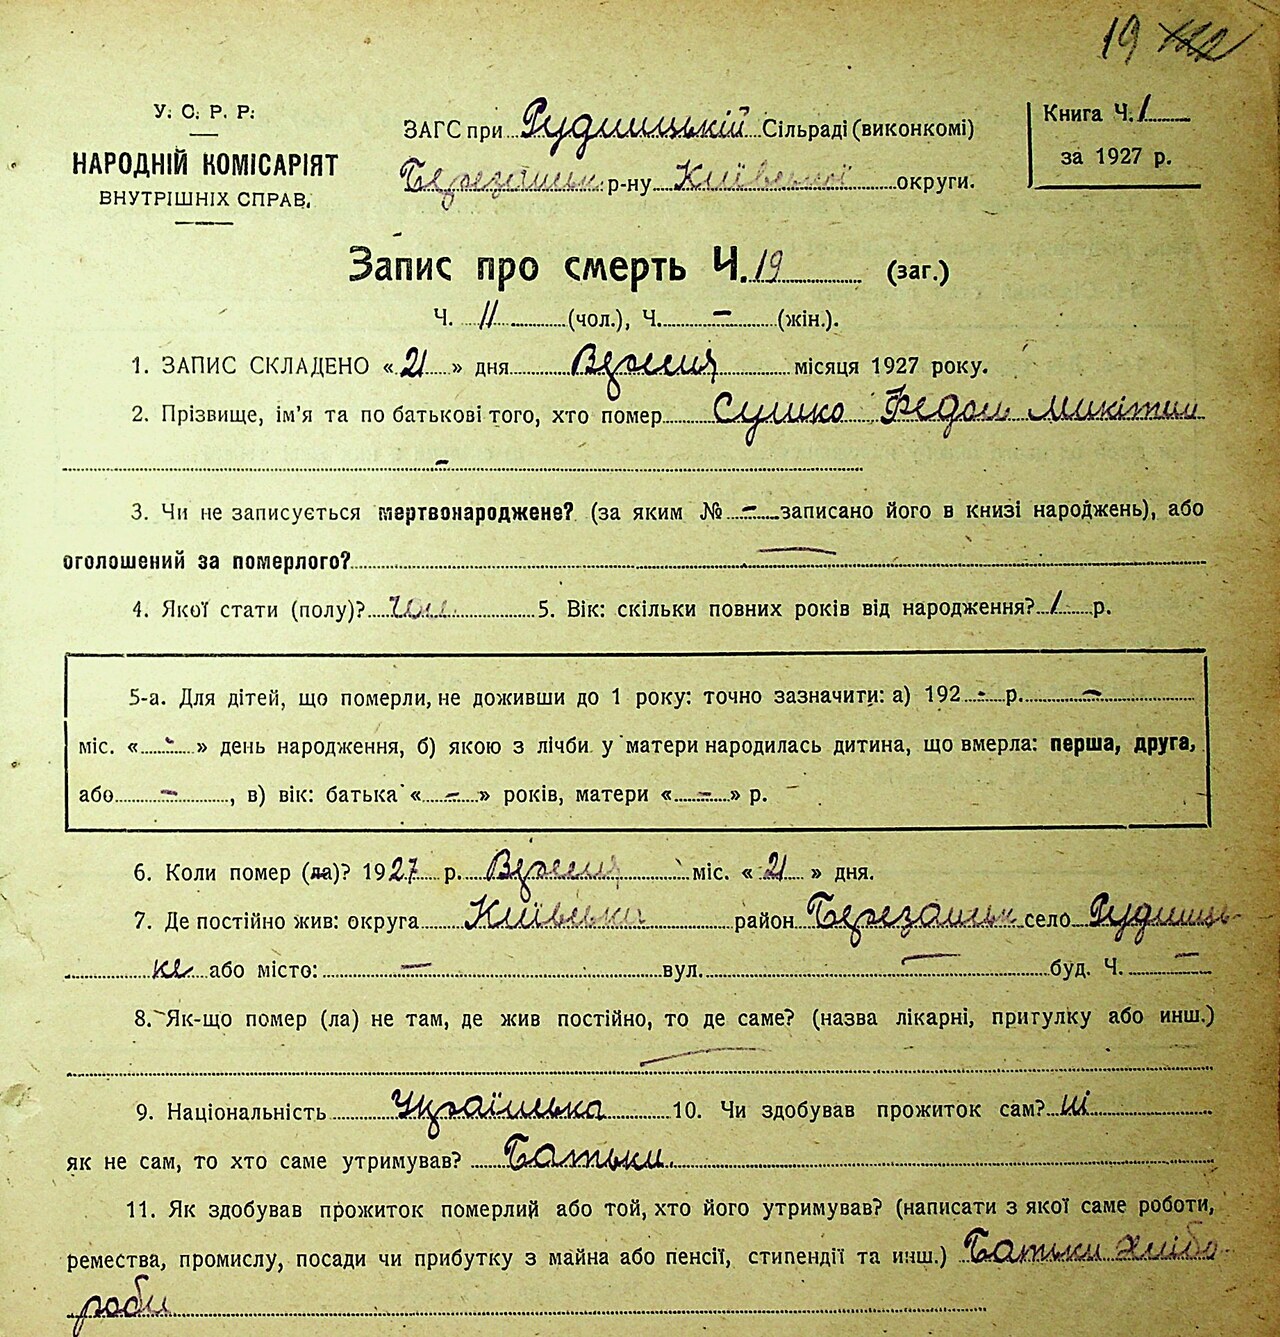 19 122
У. С. Р. Р.
НАРОДНІЙ КОМІСАРІЯТ
ВНУТРІШНІХ СПРАВ.
ЗАГС при Рудницькій Сільраді (виконкомі)
Березанськ р-ну Київської округи.
Книга Ч. 1
за 1927 р.
Запис про смерть Ч. 19 (заг.)
Ч. 11 (чол.), Ч. - (жін.).
1. ЗАПИС СКЛАДЕНО « 21 » дня Вересня місяця 1927 року.
2. Прізвище, ім'я та по батькові того, хто помер Сушко Федош Микітин
-
3. Чи не записується мертвонароджене? (за яким № - записано його в книзі народжень), або
оголошений за померлого? —
4. Якої стати (полу)? чол. 5. Вік: скільки повних років від народження? 1 р.
5-а. Для дітей, що померли, не доживши до 1 року: точно зазначити: а) 192 - р. -
міс. « - » день народження, б) якою з лічби у матери народилась дитина, що вмерла: перша, друга,
або - , в) вік: батька « - » років, матери « - » р.
6. Коли помер (ла)? 1927 р. Вересня міс. « 21 » дня.
7. Де постійно жив: округа Київська район Березанськ село Рудниць-
ке або місто: — вул. — буд. Ч. —
8. Як-що помер (ла) не там, де жив постійно, то де саме? (назва лікарні, притулку або инш.)
—
9. Національність Українська 10. Чи здобував прожиток сам? ні
як не сам, то хто саме утримував? Батьки.
11. Як здобував прожиток померлий або той, хто його утримував? (написати з якої саме роботи,
ремества, промислу, посади чи прибутку з майна або пенсії, стипендії та инш.) Батьки хлібо-
роби